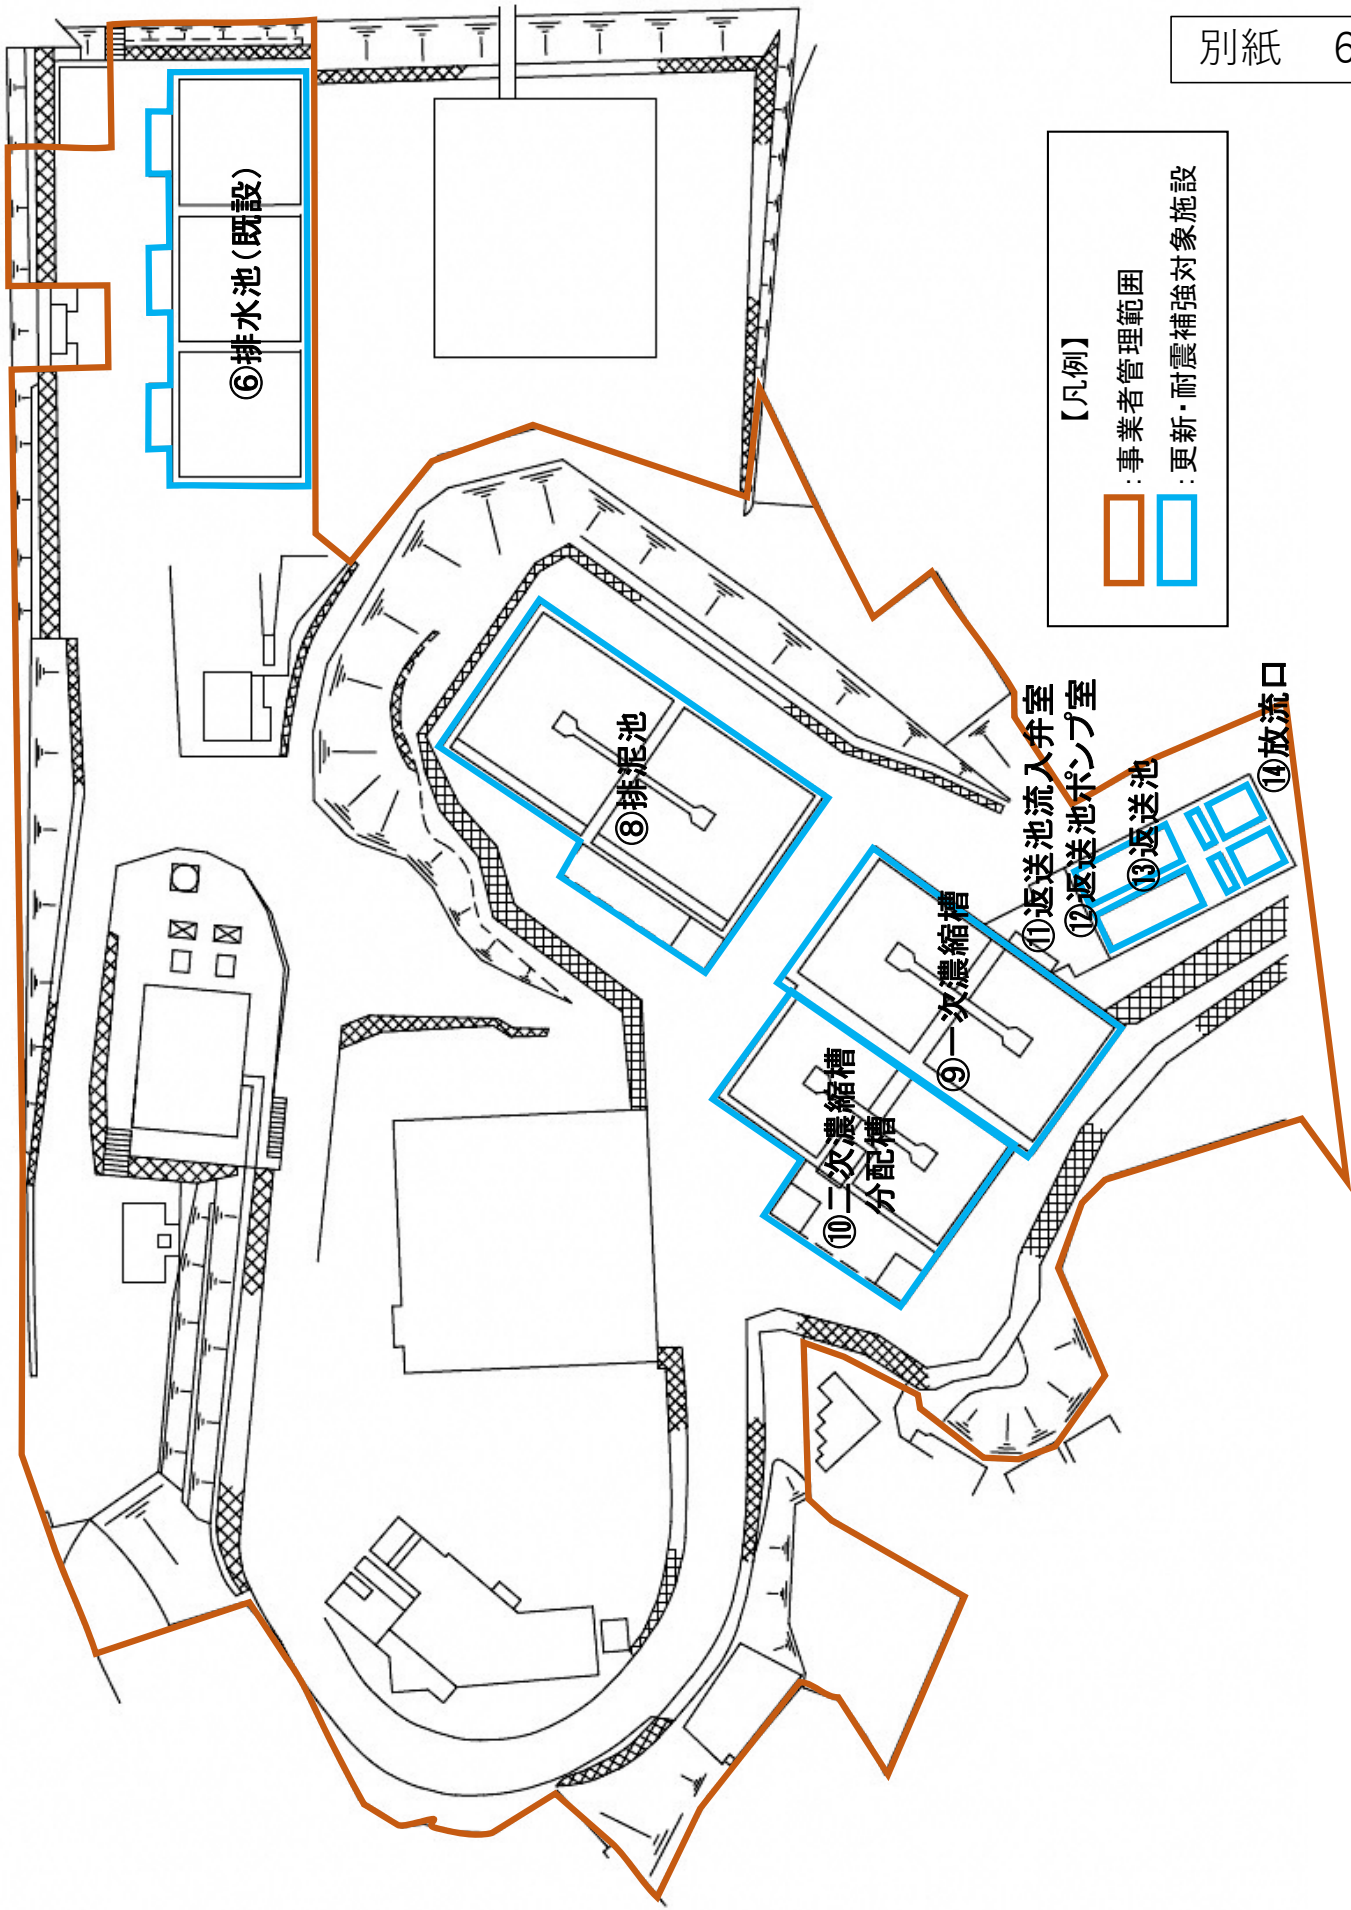 別紙　6
【凡例】
：事業者管理範囲
：更新・耐震補強対象施設
⑥排水池（既設）
⑧排泥池
⑨一次濃縮槽
⑩二次濃縮槽
分配槽
⑪返送池流入弁室
⑫返送池ポンプ室
⑬返送池
⑭放流口